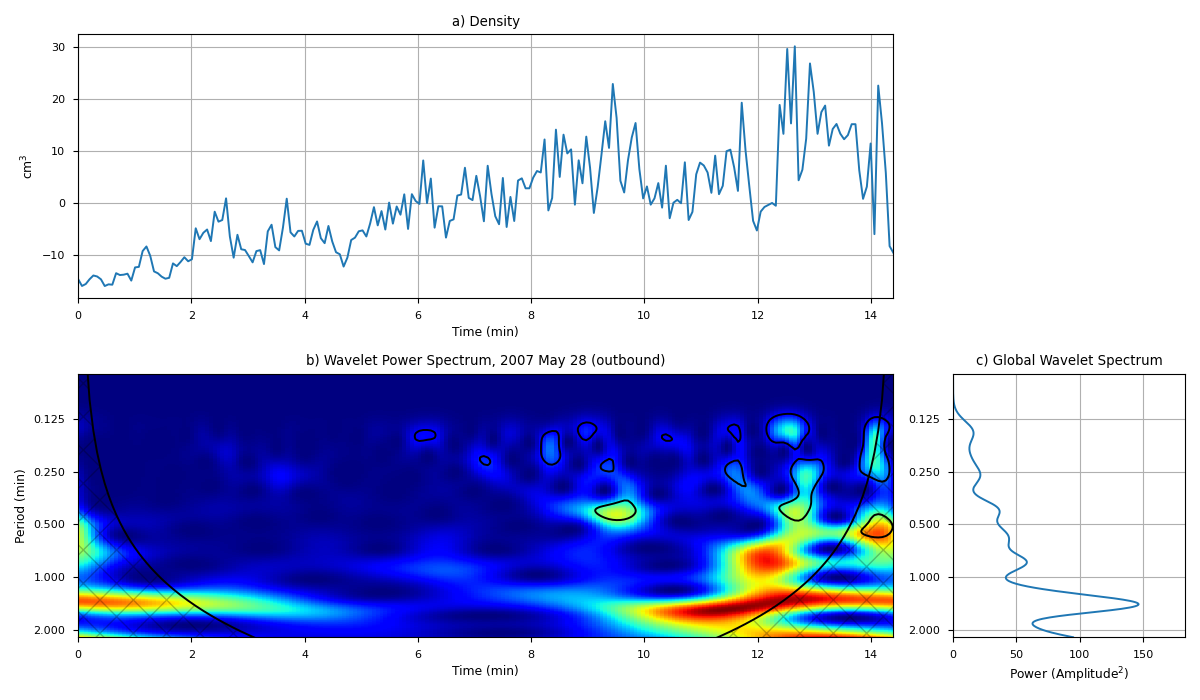 a) Density
30
20
10
0
−10
cm³
0 2 4 6 8 10 12 14
Time (min)
b) Wavelet Power Spectrum, 2007 May 28 (outbound)
0.125
0.250
0.500
1.000
2.000
Period (min)
0 2 4 6 8 10 12 14
Time (min)
c) Global Wavelet Spectrum
0.125
0.250
0.500
1.000
2.000
0 50 100 150
Power (Amplitude²)